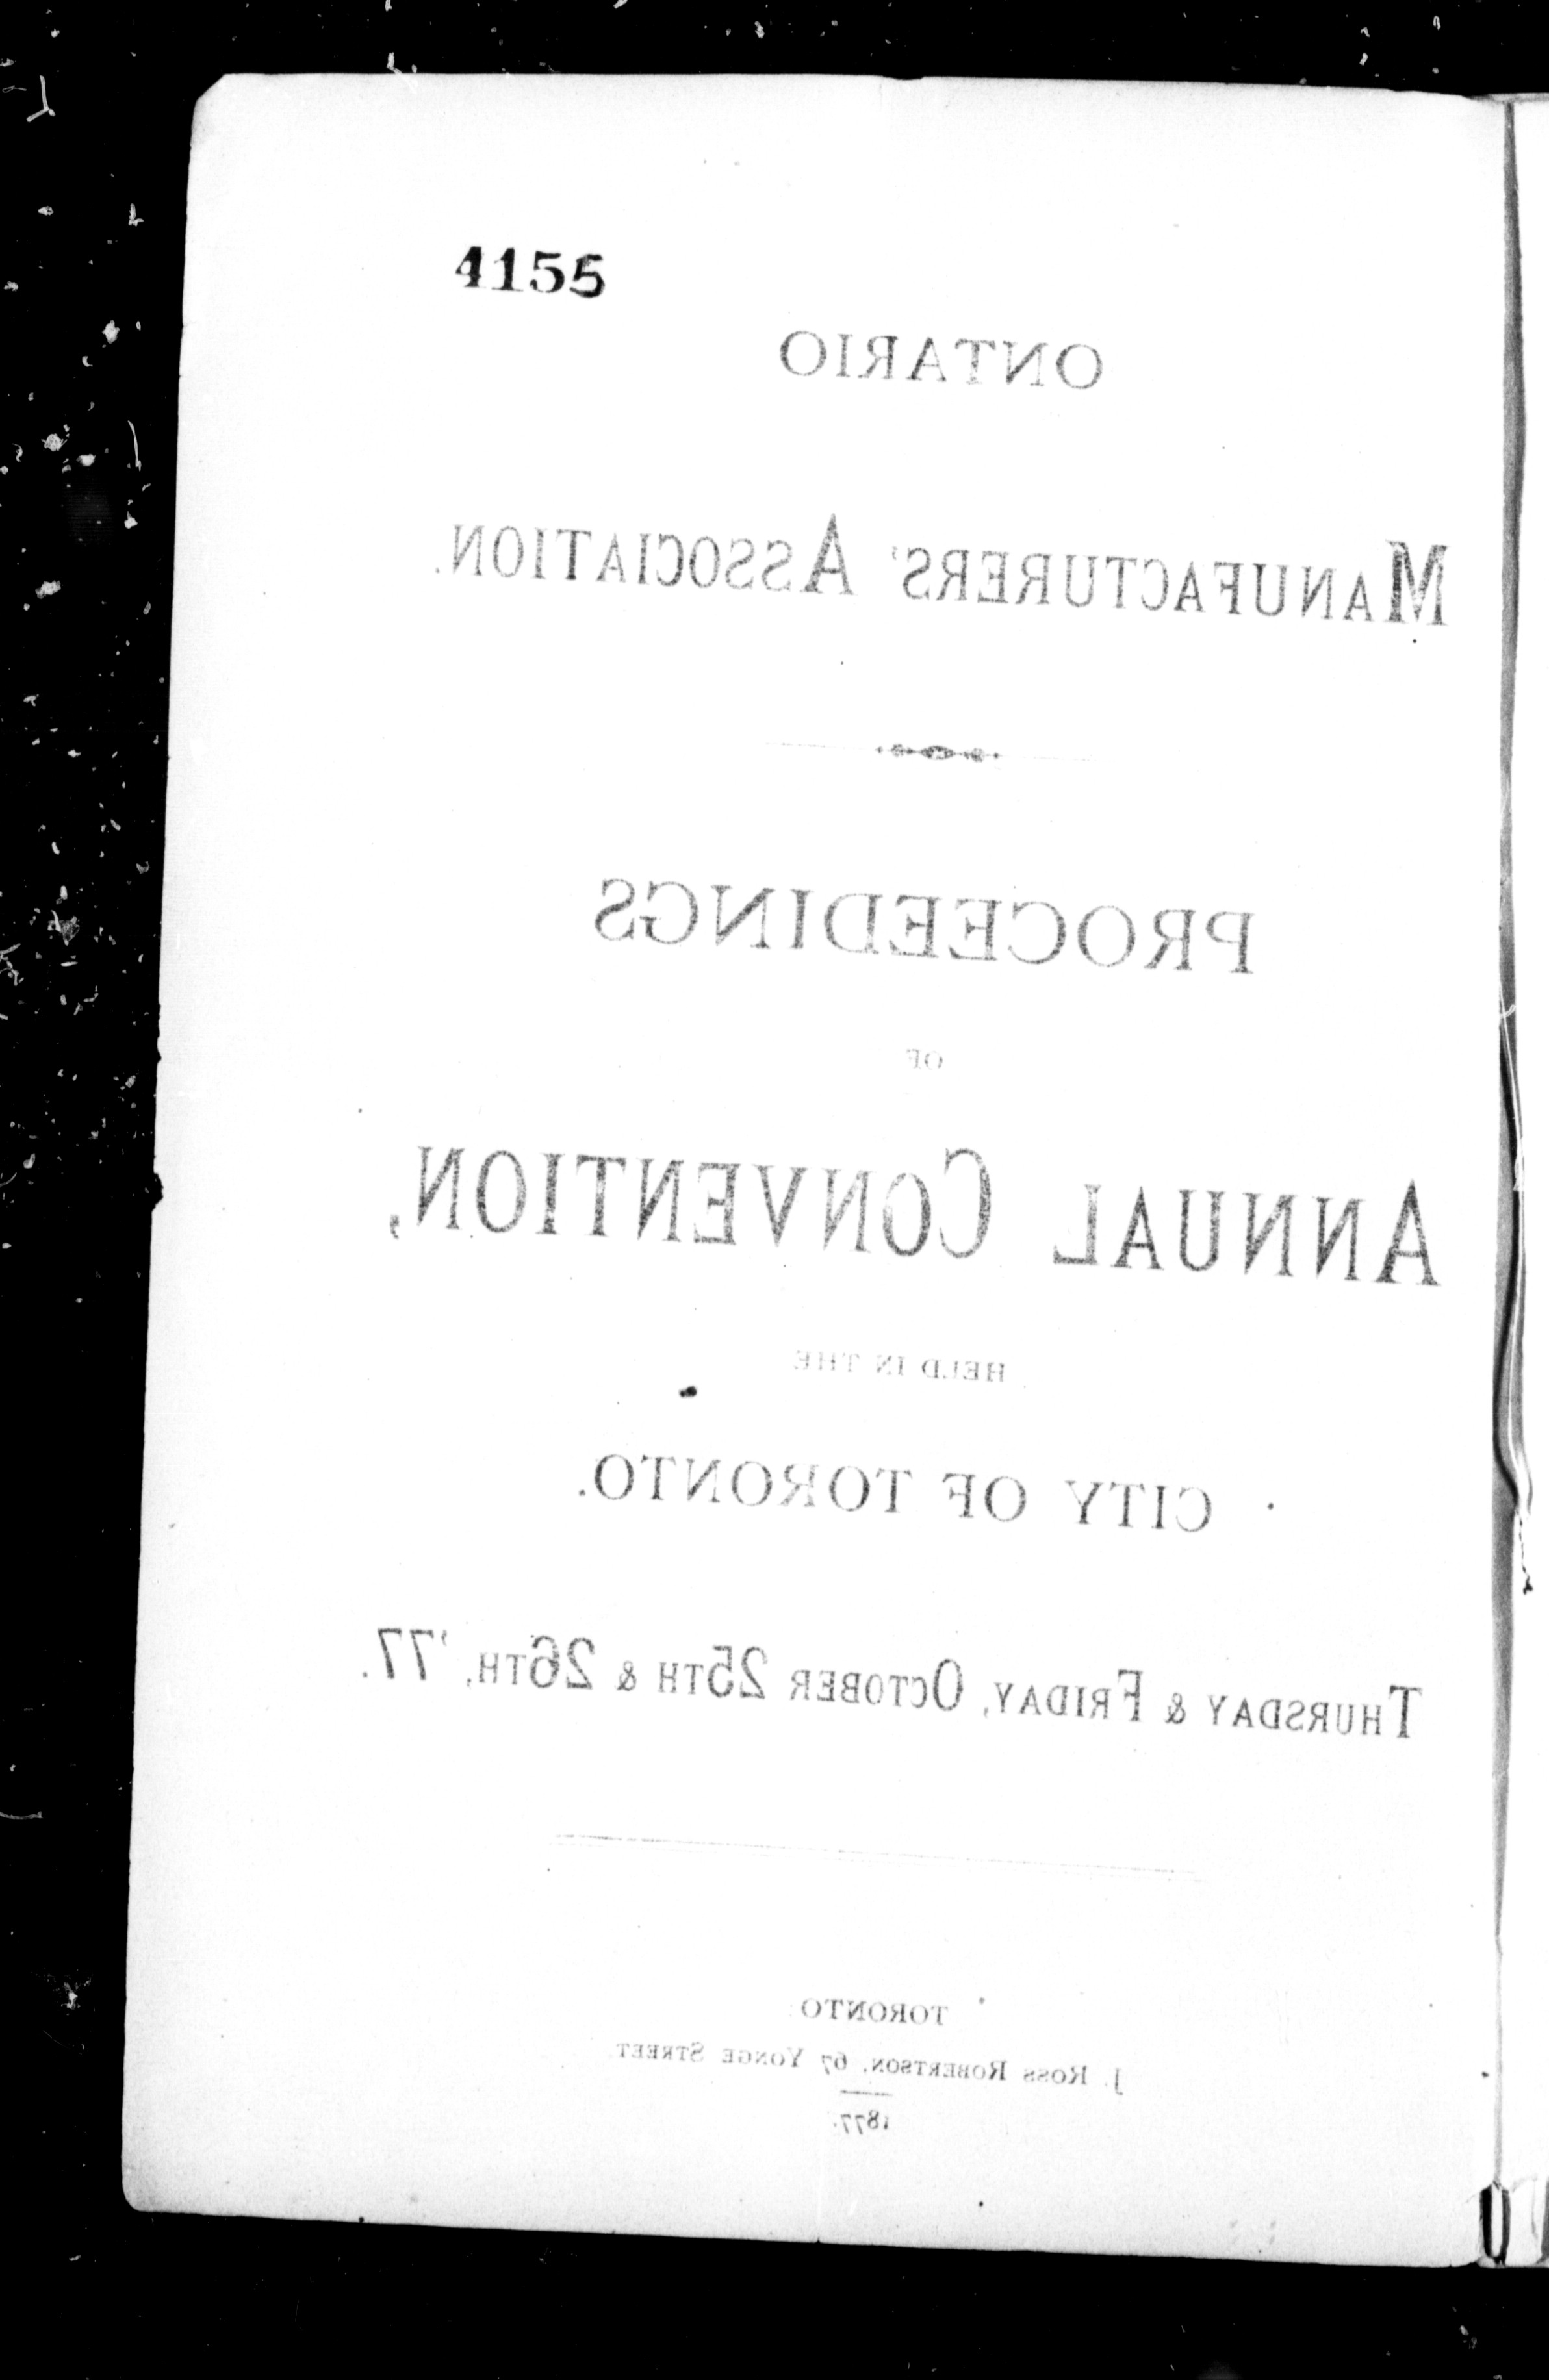 4155
ONTARIO
MANUFACTURERS' ASSOCIATION.
PROCEEDINGS
OF
ANNUAL CONVENTION,
HELD IN THE
CITY OF TORONTO.
THURSDAY & FRIDAY, OCTOBER 25TH & 26TH, '77.
TORONTO
J. ROSS ROBERTSON, 67 YONGE STREET
1877.